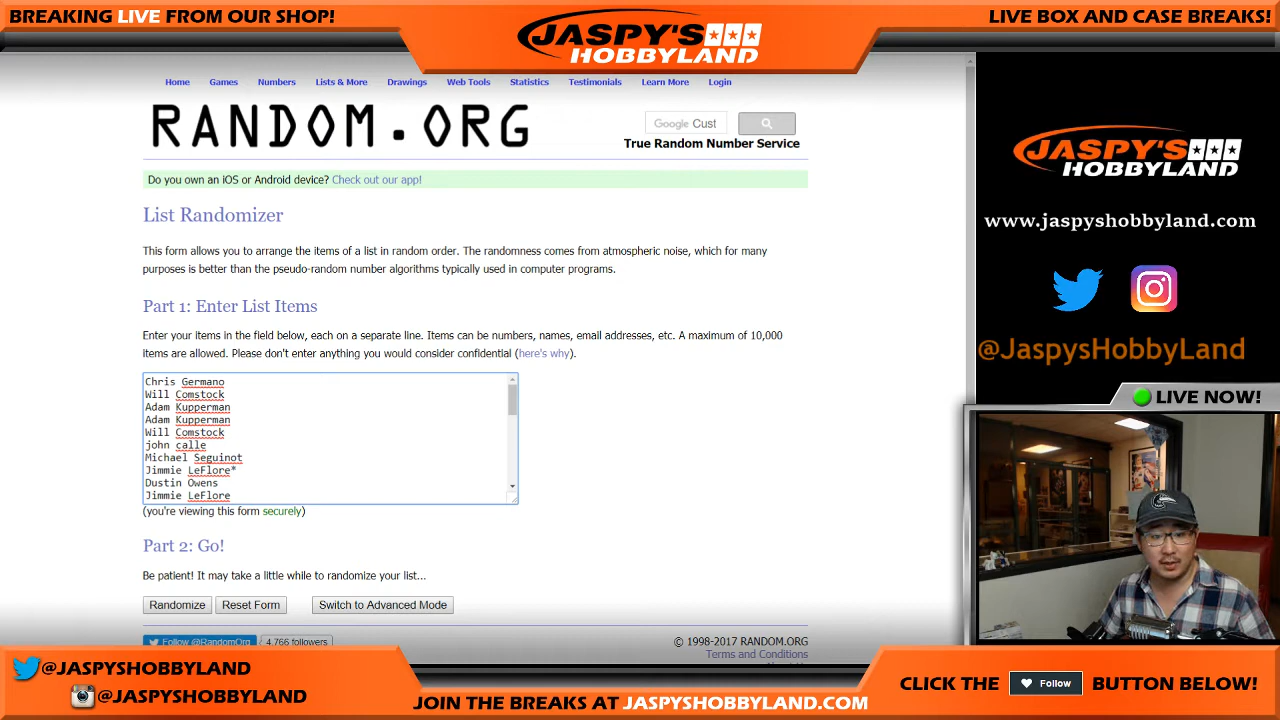 BREAKING LIVE FROM OUR SHOP!
JASPY'S
HOBBYLAND
LIVE BOX AND CASE BREAKS!
Home Games Numbers Lists & More Drawings Web Tools Statistics Testimonials Learn More Login
RANDOM.ORG
Google Cust
True Random Number Service
Do you own an iOS or Android device? Check out our app!
List Randomizer
This form allows you to arrange the items of a list in random order. The randomness comes from atmospheric noise, which for many
purposes is better than the pseudo-random number algorithms typically used in computer programs.
Part 1: Enter List Items
Enter your items in the field below, each on a separate line. Items can be numbers, names, email addresses, etc. A maximum of 10,000
items are allowed. Please don't enter anything you would consider confidential (here's why).
Chris Germano
Will Comstock
Adam Kupperman
Adam Kupperman
Will Comstock
john calle
Michael Seguinot
Jimmie LeFlore*
Dustin Owens
Jimmie LeFlore
(you're viewing this form securely)
Part 2: Go!
Be patient! It may take a little while to randomize your list...
Randomize Reset Form Switch to Advanced Mode
Follow @RandomOrg 4,766 followers
© 1998-2017 RANDOM.ORG
Terms and Conditions
JASPY'S
HOBBYLAND
www.jaspyshobbyland.com
@JaspysHobbyLand
LIVE NOW!
@JASPYSHOBBYLAND
@JASPYSHOBBYLAND
JOIN THE BREAKS AT JASPYSHOBBYLAND.COM
CLICK THE Follow BUTTON BELOW!